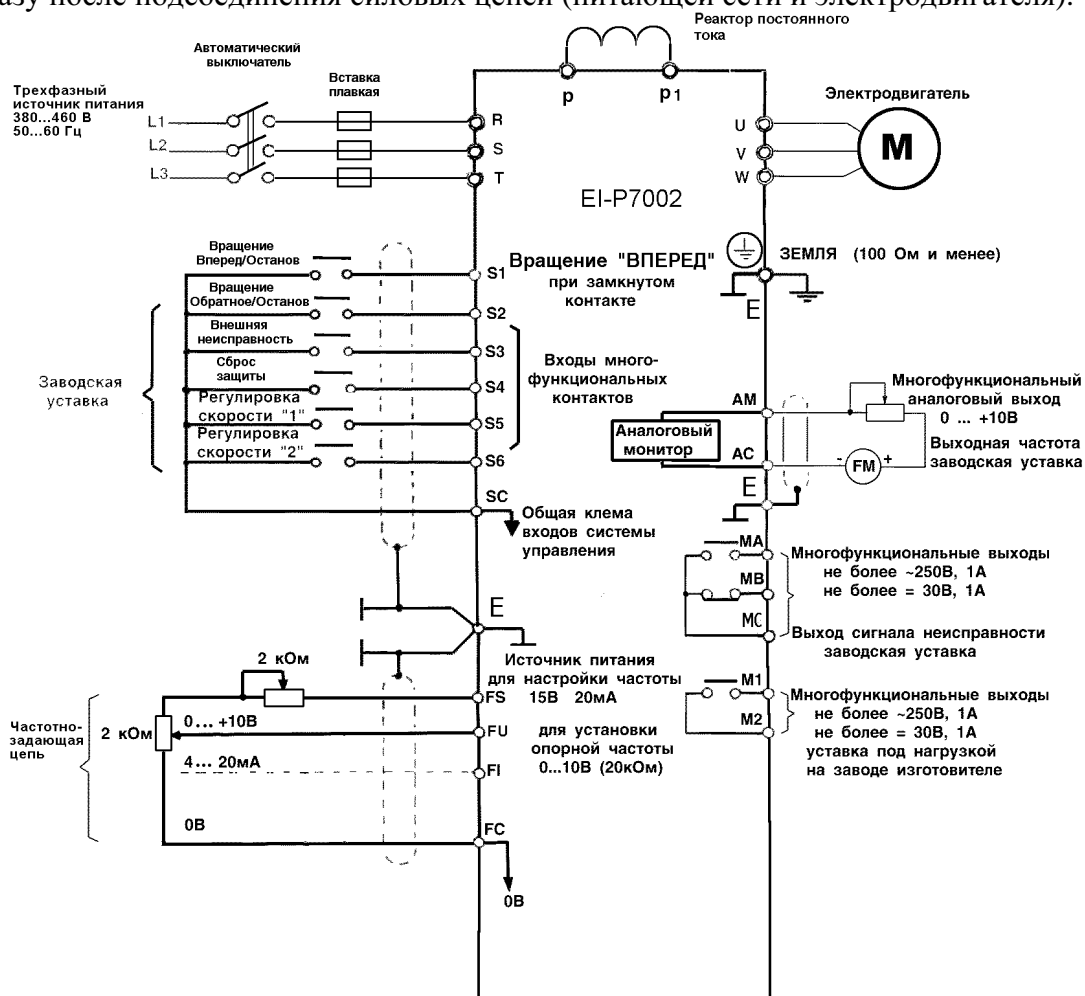 азу после подсоединения силовых цепей (питающей сети и электродвигателя).
Реактор постоянного
тока
p
p1
Автоматический
выключатель
Вставка
плавкая
Трехфазный
источник питания
380...460 В
50...60 Гц
L1
L2
L3
R
S
T
U
V
W
Электродвигатель
M
EI-P7002
ЗЕМЛЯ (100 Ом и менее)
E
Вращение
Вперед/Останов
S1
Вращение "ВПЕРЕД"
при замкнутом
контакте
Вращение
Обратное/Останов
S2
Внешняя
неисправность
S3
Сброс
защиты
S4
Регулировка
скорости "1"
S5
Регулировка
скорости "2"
S6
Заводская
уставка
Входы много-
функциональных
контактов
SC
Общая клема
входов системы
управления
E
AM
Аналоговый
монитор
AC
- FM +
Многофункциональный
аналоговый выход
0 ... +10В
Выходная частота
заводская уставка
E
MA
MB
MC
Многофункциональные выходы
не более ~250В, 1А
не более = 30В, 1А
Выход сигнала неисправности
заводская уставка
M1
M2
Многофункциональные выходы
не более ~250В, 1А
не более = 30В, 1А
уставка под нагрузкой
на заводе изготовителе
Источник питания
для настройки частоты
15В 20мА
FS
2 кОм
Частотно-
задающая
цепь
2 кОм
0... +10В
FU
для установки
опорной частоты
0...10В (20кОм)
4... 20мА
FI
0В
FC
0В